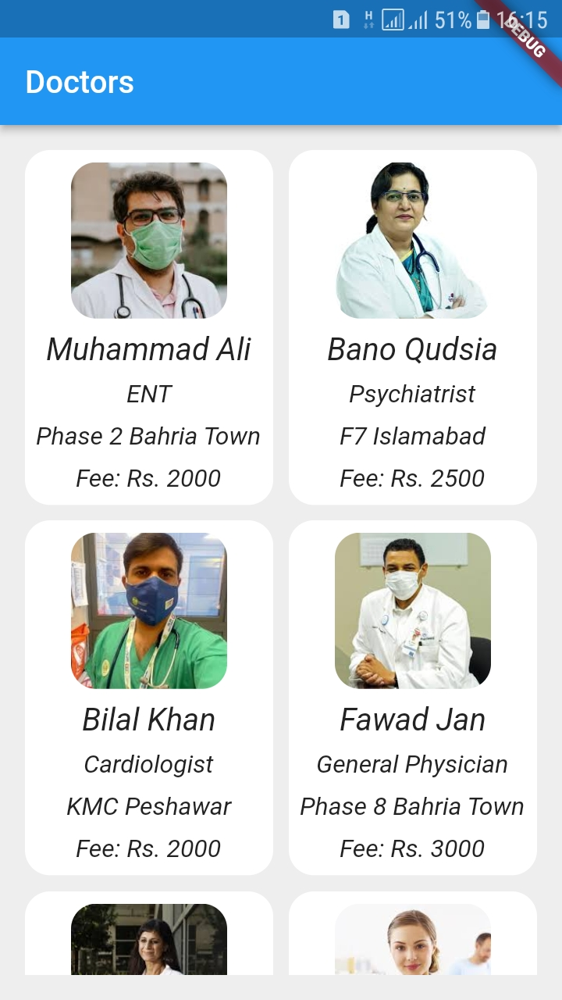 1 H 51% 16:15
DEBUG
Doctors
Muhammad Ali
ENT
Phase 2 Bahria Town
Fee: Rs. 2000
Bano Qudsia
Psychiatrist
F7 Islamabad
Fee: Rs. 2500
Bilal Khan
Cardiologist
KMC Peshawar
Fee: Rs. 2000
Fawad Jan
General Physician
Phase 8 Bahria Town
Fee: Rs. 3000